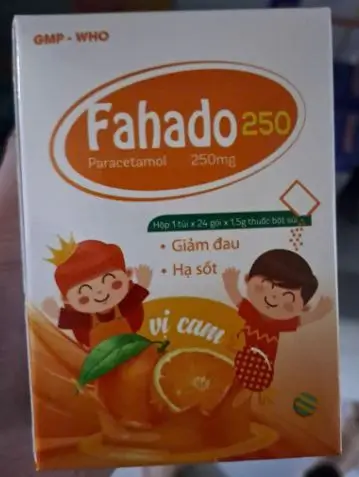 GMP - WHO
Fahado 250
Paracetamol 250mg
Hộp 1 túi x 24 gói x 1.5g thuốc bột sủi
• Giảm đau
• Hạ sốt
vị cam